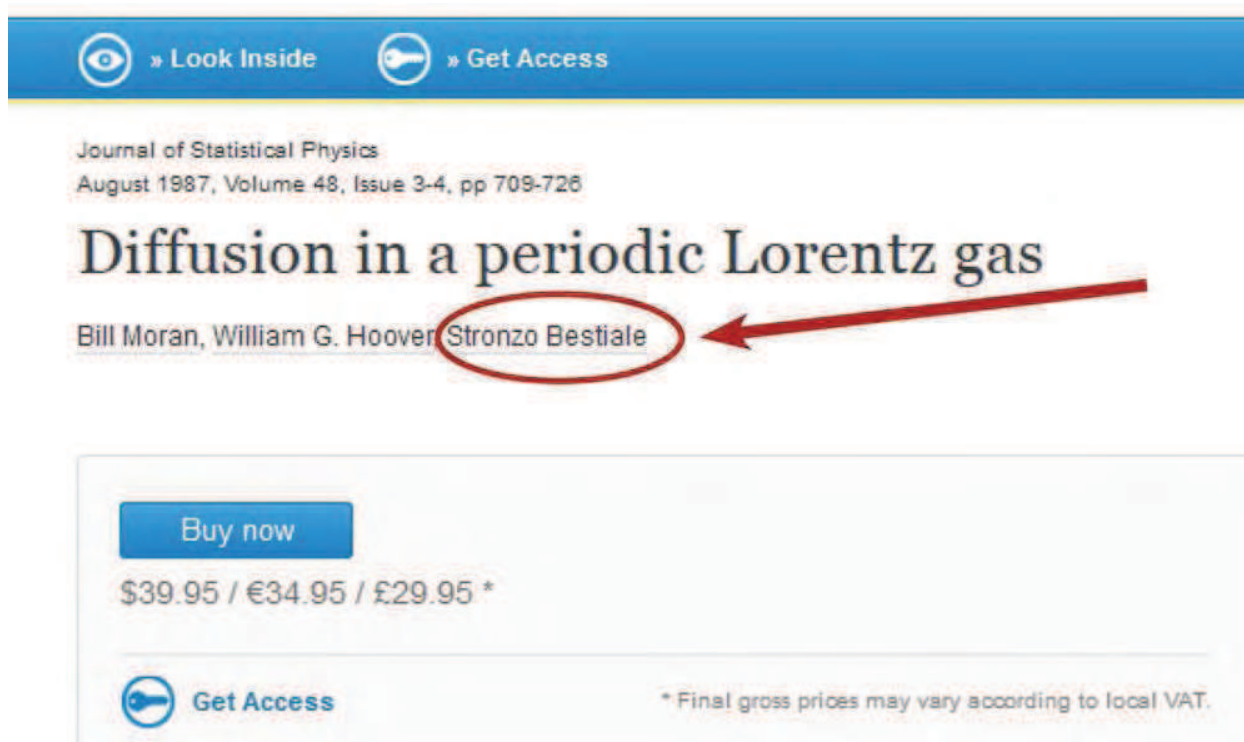 » Look Inside » Get Access
Journal of Statistical Physics
August 1987, Volume 48, Issue 3-4, pp 709-726
Diffusion in a periodic Lorentz gas
Bill Moran, William G. Hoover, Stronzo Bestiale
Buy now
$39.95 / €34.95 / £29.95 *
Get Access * Final gross prices may vary according to local VAT.